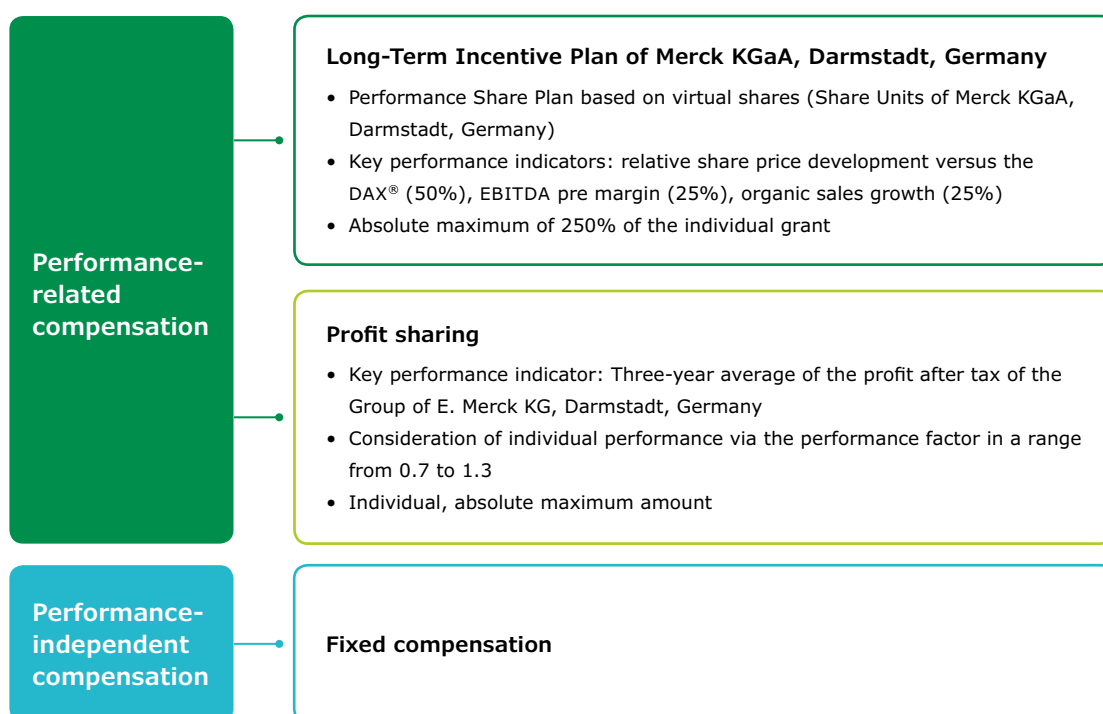 Performance-
related
compensation
Long-Term Incentive Plan of Merck KGaA, Darmstadt, Germany
• Performance Share Plan based on virtual shares (Share Units of Merck KGaA,
Darmstadt, Germany)
• Key performance indicators: relative share price development versus the
DAX® (50%), EBITDA pre margin (25%), organic sales growth (25%)
• Absolute maximum of 250% of the individual grant
Profit sharing
• Key performance indicator: Three-year average of the profit after tax of the
Group of E. Merck KG, Darmstadt, Germany
• Consideration of individual performance via the performance factor in a range
from 0.7 to 1.3
• Individual, absolute maximum amount
Performance-
independent
compensation
Fixed compensation